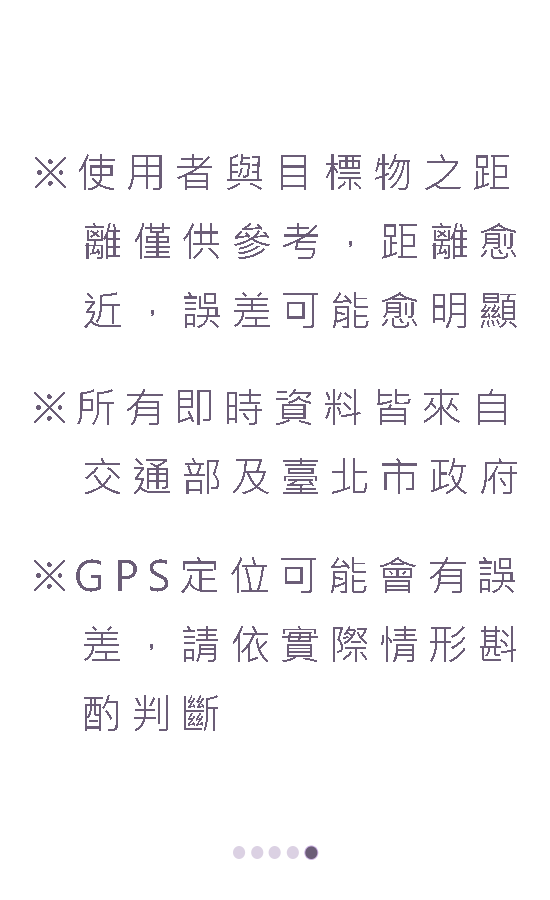 ※使用者與目標物之距
離僅供參考，距離愈
近，誤差可能愈明顯
※所有即時資料皆來自
交通部及臺北市政府
※GPS定位可能會有誤
差，請依實際情形斟
酌判斷